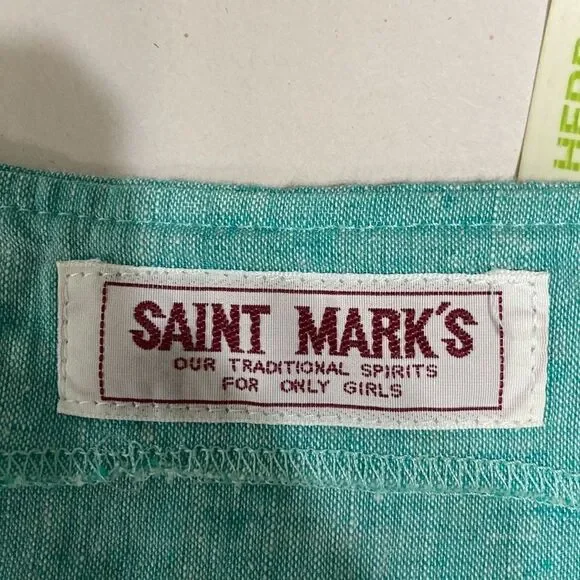 SAINT MARK'S
OUR TRADITIONAL SPIRITS
FOR ONLY GIRLS